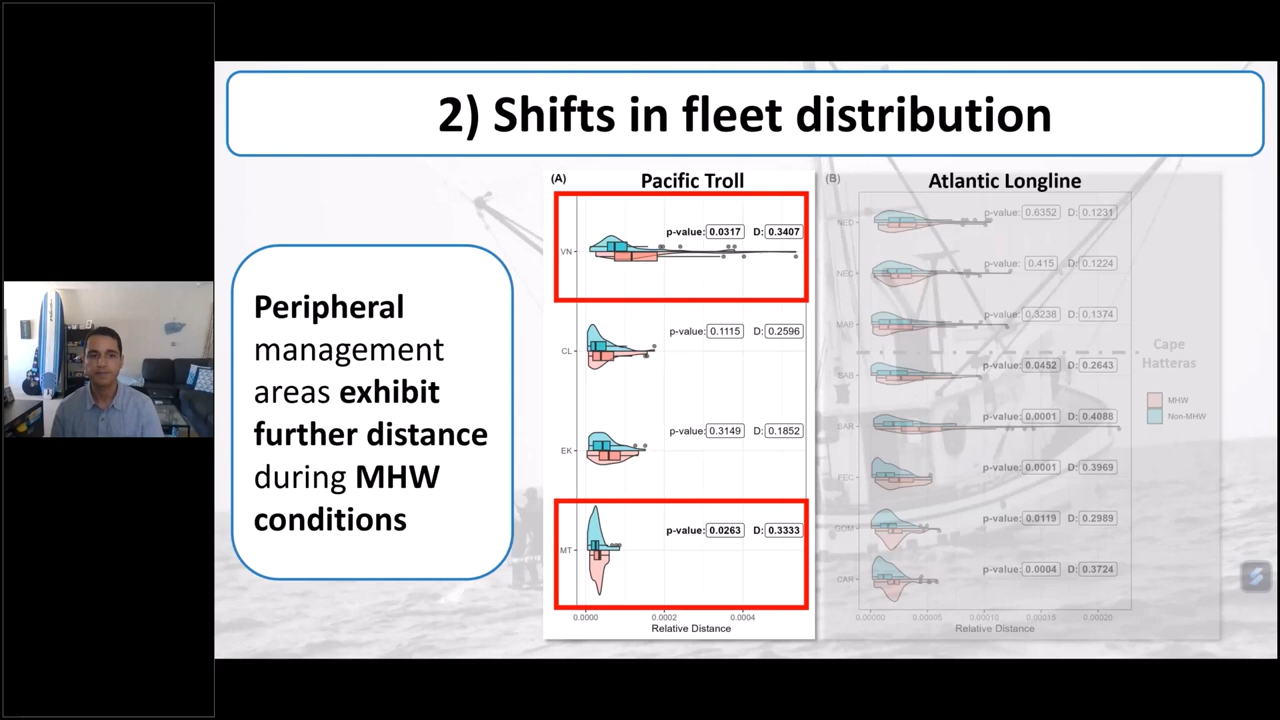 2) Shifts in fleet distribution
Peripheral
management
areas exhibit
further distance
during MHW
conditions
(A)
Pacific Troll
VN
p-value: 0.0317 D: 0.3407
CL
p-value: 0.1115 D: 0.2596
EK
p-value: 0.3149 D: 0.1852
MT
p-value: 0.0263 D: 0.3333
0.0000 0.0002 0.0004
Relative Distance
(B)
Atlantic Longline
NED
p-value: 0.6352 D: 0.1231
NEC
p-value: 0.415 D: 0.1224
MAB
p-value: 0.3238 D: 0.1374
SAB
p-value: 0.0452 D: 0.2643
SAR
p-value: 0.0001 D: 0.4088
FEC
p-value: 0.0001 D: 0.3969
GOM
p-value: 0.0119 D: 0.2989
CAR
p-value: 0.0004 D: 0.3724
0.00000 0.00005 0.00010 0.00015 0.00020
Relative Distance
Cape
Hatteras
MHW
Non-MHW